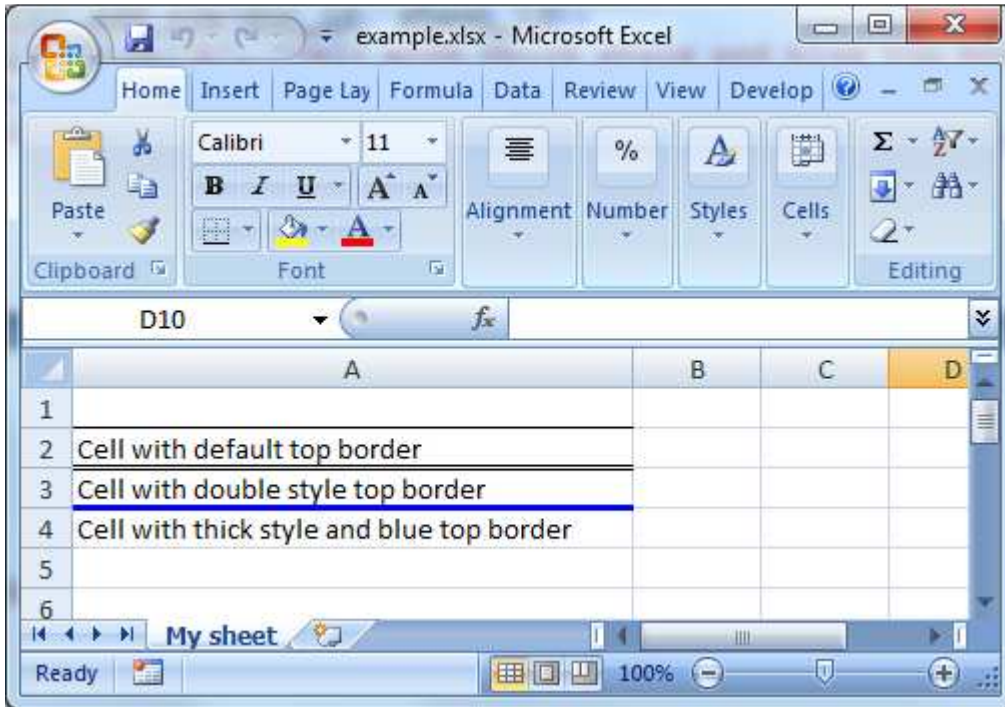 example.xlsx - Microsoft Excel
Home Insert Page Lay Formula Data Review View Develop
Paste
Calibri 11
B I U A A
A
Alignment Number Styles Cells
%
Σ
Clipboard Font Editing
D10 fx
A B C D
1
2 Cell with default top border
3 Cell with double style top border
4 Cell with thick style and blue top border
5
6
My sheet
Ready 100%